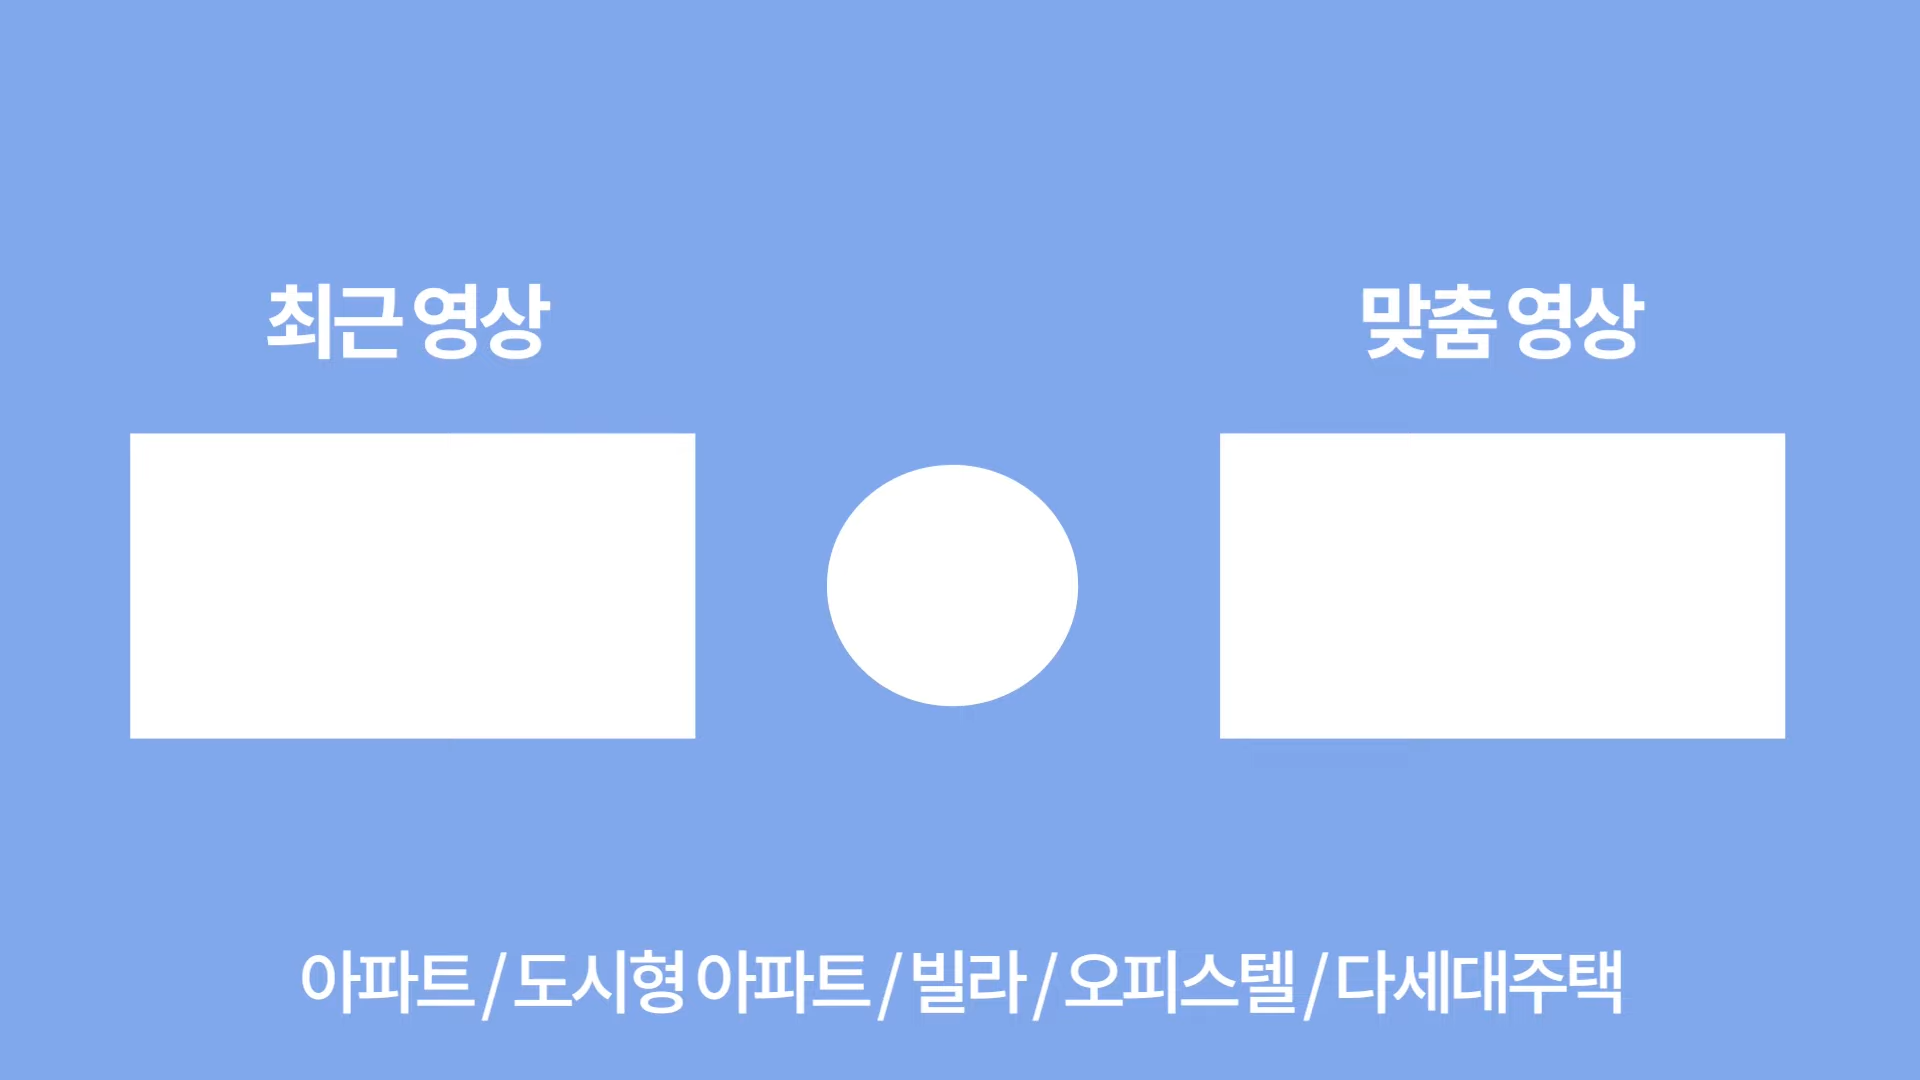 최근 영상
맞춤 영상
아파트 / 도시형 아파트 / 빌라 / 오피스텔 / 다세대주택